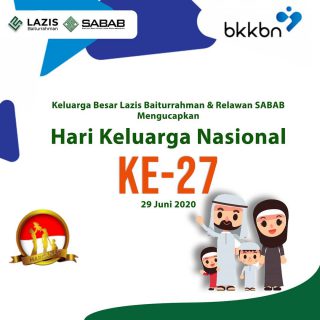 LAZIS
Baiturrahman
SABAB
bkkbn
Keluarga Besar Lazis Baiturrahman & Relawan SABAB
Mengucapkan
Hari Keluarga Nasional
KE-27
29 Juni 2020